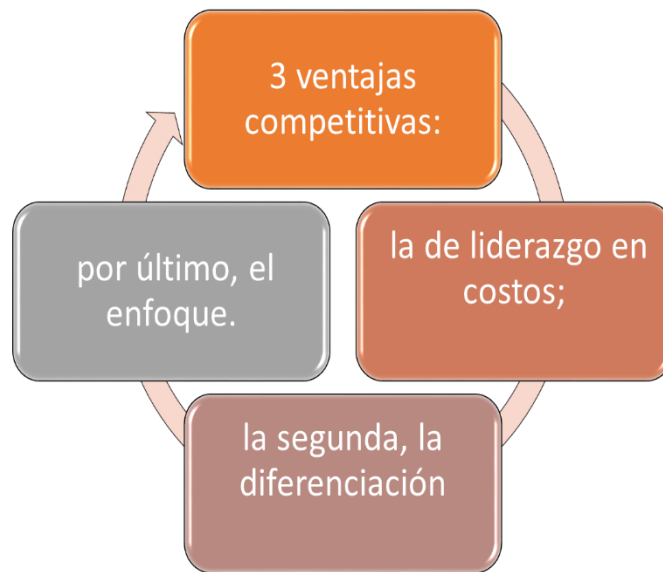 3 ventajas
competitivas:
la de liderazgo en
costos;
la segunda, la
diferenciación
por último, el
enfoque.